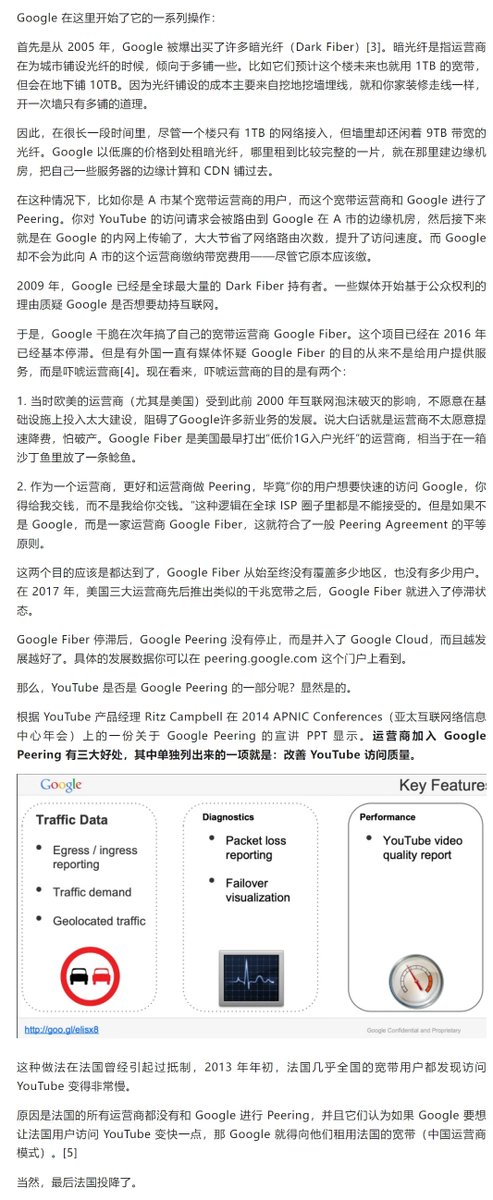 Google 在这里开始了它的一系列操作：
首先是从 2005 年，Google 被爆出买了许多暗光纤（Dark Fiber）[3]。暗光纤是指运营商
在为城市铺设光纤的时候，倾向于多铺一些。比如它们预计这个楼未来也就用 1TB 的宽带，
但会在地下铺 10TB。因为光纤铺设的成本主要来自挖地挖墙埋线，就和你家装修走线一样，
开一次墙只有多铺的道理。
因此，在很长一段时间里，尽管一个楼只有 1TB 的网络接入，但墙里却还闲着 9TB 带宽的
光纤。Google 以低廉的价格到处租暗光纤，哪里租到比较完整的一片，就在那里建边缘机
房，把自己一些服务器的边缘计算和 CDN 铺过去。
在这种情况下，比如你是 A 市某个宽带运营商的用户，而这个宽带运营商和 Google 进行了
Peering。你对 YouTube 的访问请求会被路由到 Google 在 A 市的边缘机房，然后接下来
就是在 Google 的内网上传输了，大大节省了网络路由次数，提升了访问速度。而 Google
却不会为此向 A 市的这个运营商缴纳带宽费用——尽管它原本应该缴。
2009 年，Google 已经是全球最大量的 Dark Fiber 持有者。一些媒体开始基于公众权利的
理由质疑 Google 是否想要劫持互联网。
于是，Google 干脆在次年搞了自己的宽带运营商 Google Fiber。这个项目已经在 2016 年
已经基本停滞。但是有外国一直有媒体怀疑 Google Fiber 的目的从来不是给用户提供服
务，而是吓唬运营商[4]。现在看来，吓唬运营商的目的是有两个：
1. 当时欧美的运营商（尤其是美国）受到此前 2000 年互联网泡沫破灭的影响，不愿意在基
础设施上投入太大建设，阻碍了Google许多新业务的发展。说大白话就是运营商不太愿意提
速降费，怕破产。Google Fiber 是美国最早打出“低价1G入户光纤”的运营商，相当于在一箱
沙丁鱼里放了一条鲶鱼。
2. 作为一个运营商，更好和运营商做 Peering，毕竟“你的用户想要快速的访问 Google，你
得给我交钱，而不是我给你交钱。”这种逻辑在全球 ISP 圈子里都是不能接受的。但是如果不
是 Google，而是一家运营商 Google Fiber，这就符合了一般 Peering Agreement 的平等
原则。
这两个目的应该是都达到了，Google Fiber 从始至终没有覆盖多少地区，也没有多少用户。
在 2017 年，美国三大运营商先后推出类似的千兆宽带之后，Google Fiber 就进入了停滞状
态。
Google Fiber 停滞后，Google Peering 没有停止，而是并入了 Google Cloud，而且越发
展越好了。具体的发展数据你可以在 peering.google.com 这个门户上看到。
那么，YouTube 是否是 Google Peering 的一部分呢？显然是的。
根据 YouTube 产品经理 Ritz Campbell 在 2014 APNIC Conferences（亚太互联网络信息
中心年会）上的一份关于 Google Peering 的宣讲 PPT 显示。运营商加入 Google
Peering 有三大好处，其中单独列出来的一项就是：改善 YouTube 访问质量。
Google
Key Features
Traffic Data
• Egress / ingress
reporting
• Traffic demand
• Geolocated traffic
Diagnostics
• Packet loss
reporting
• Failover
visualization
Performance
• YouTube video
quality report
http://goo.gl/elisx8
Google Confidential and Proprietary
这种做法在法国曾经引起过抵制，2013 年年初，法国几乎全国的宽带用户都发现访问
YouTube 变得非常慢。
原因是法国的所有运营商都没有和 Google 进行 Peering，并且它们认为如果 Google 要想
让法国用户访问 YouTube 变快一点，那 Google 就得向他们租用法国的宽带（中国运营商
模式）。[5]
当然，最后法国投降了。